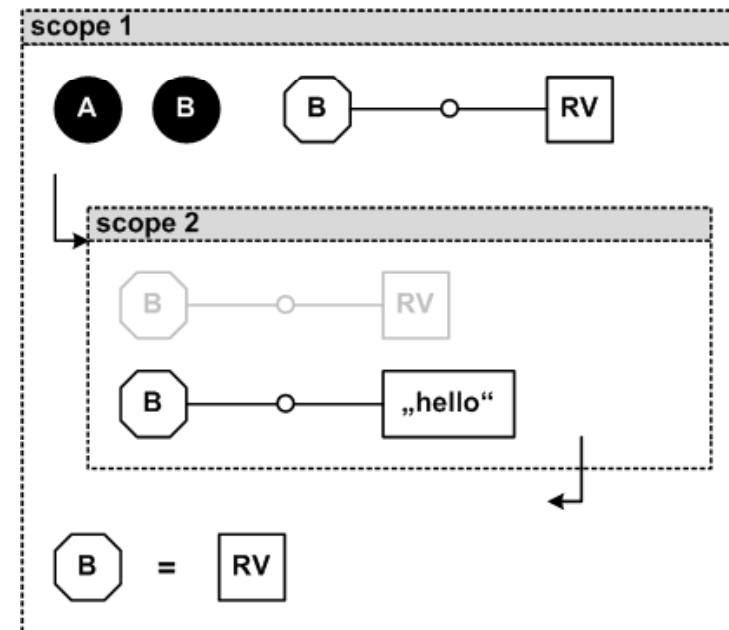 scope 1
A B B RV
scope 2
B RV
B „hello“
B = RV